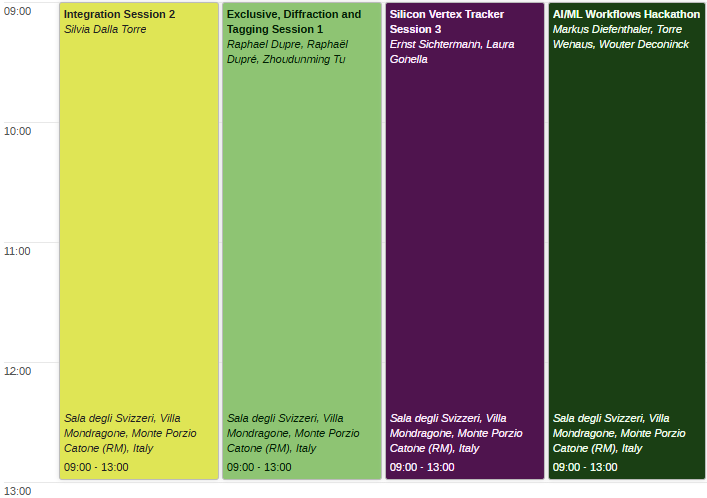 09:00
Integration Session 2
Silvia Dalla Torre
Exclusive, Diffraction and
Tagging Session 1
Raphael Dupre, Raphaël
Dupré, Zhoudunming Tu
Silicon Vertex Tracker
Session 3
Ernst Sichtermann, Laura
Gonella
AI/ML Workflows Hackathon
Markus Diefenthaler, Torre
Wenaus, Wouter Deconinck
10:00
11:00
12:00
Sala degli Svizzeri, Villa
Mondragone, Monte Porzio
Catone (RM), Italy
09:00 - 13:00
Sala degli Svizzeri, Villa
Mondragone, Monte Porzio
Catone (RM), Italy
09:00 - 13:00
Sala degli Svizzeri, Villa
Mondragone, Monte Porzio
Catone (RM), Italy
09:00 - 13:00
Sala degli Svizzeri, Villa
Mondragone, Monte Porzio
Catone (RM), Italy
09:00 - 13:00
13:00